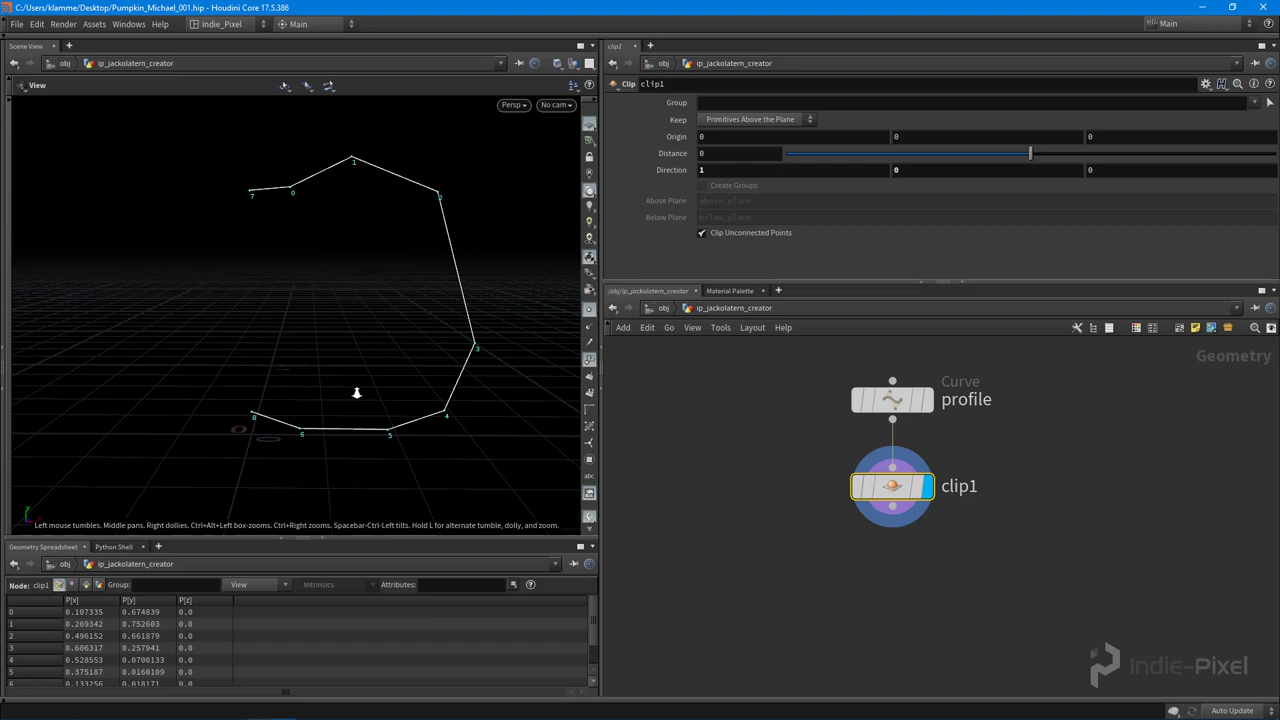 C:/Users/klamme/Desktop/Pumpkin_Michael_001.hip - Houdini Core 17.5.386
File Edit Render Assets Windows Help Indie_Pixel Main Main
Scene View
obj ip_jackolatern_creator
View
Persp No cam
1
7 0 2
3
8 4
6 5
abc
Left mouse tumbles. Middle pans. Right dollies. Ctrl+Alt+Left box-zooms. Ctrl+Right zooms. Spacebar-Ctrl-Left tilts. Hold L for alternate tumble, dolly, and zoom.
Geometry Spreadsheet Python Shell
obj ip_jackolatern_creator
Node: clip1 Group: View Intrinsics Attributes:
P[x] P[y] P[z]
0 0.107335 0.674839 0.0
1 0.269342 0.752603 0.0
2 0.496152 0.661879 0.0
3 0.606317 0.257941 0.0
4 0.528553 0.0700133 0.0
5 0.375187 0.0160109 0.0
6 0.133256 0.018171 0.0
clip1
obj ip_jackolatern_creator
Clip clip1
Group
Keep Primitives Above the Plane
Origin 0 0 0
Distance 0
Direction 1 0 0
Create Groups
Above Plane above_plane
Below Plane below_plane
Clip Unconnected Points
/obj/ip_jackolatern_creator Material Palette
obj ip_jackolatern_creator
Add Edit Go View Tools Layout Help
Geometry
Curve
profile
clip1
Indie-Pixel
Auto Update